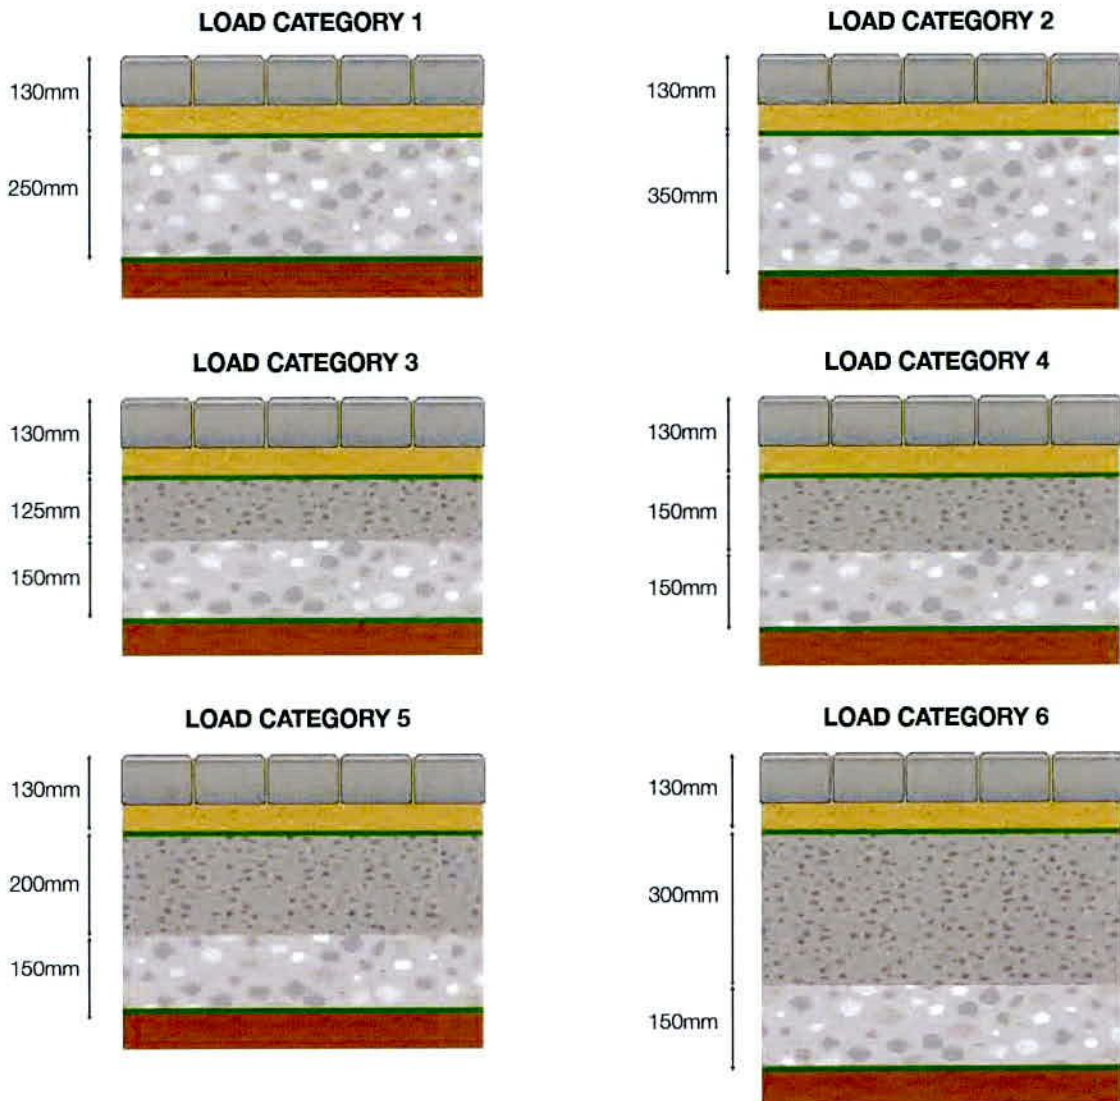 LOAD CATEGORY 1
130mm
250mm
LOAD CATEGORY 2
130mm
350mm
LOAD CATEGORY 3
130mm
125mm
150mm
LOAD CATEGORY 4
130mm
150mm
150mm
LOAD CATEGORY 5
130mm
200mm
150mm
LOAD CATEGORY 6
130mm
300mm
150mm